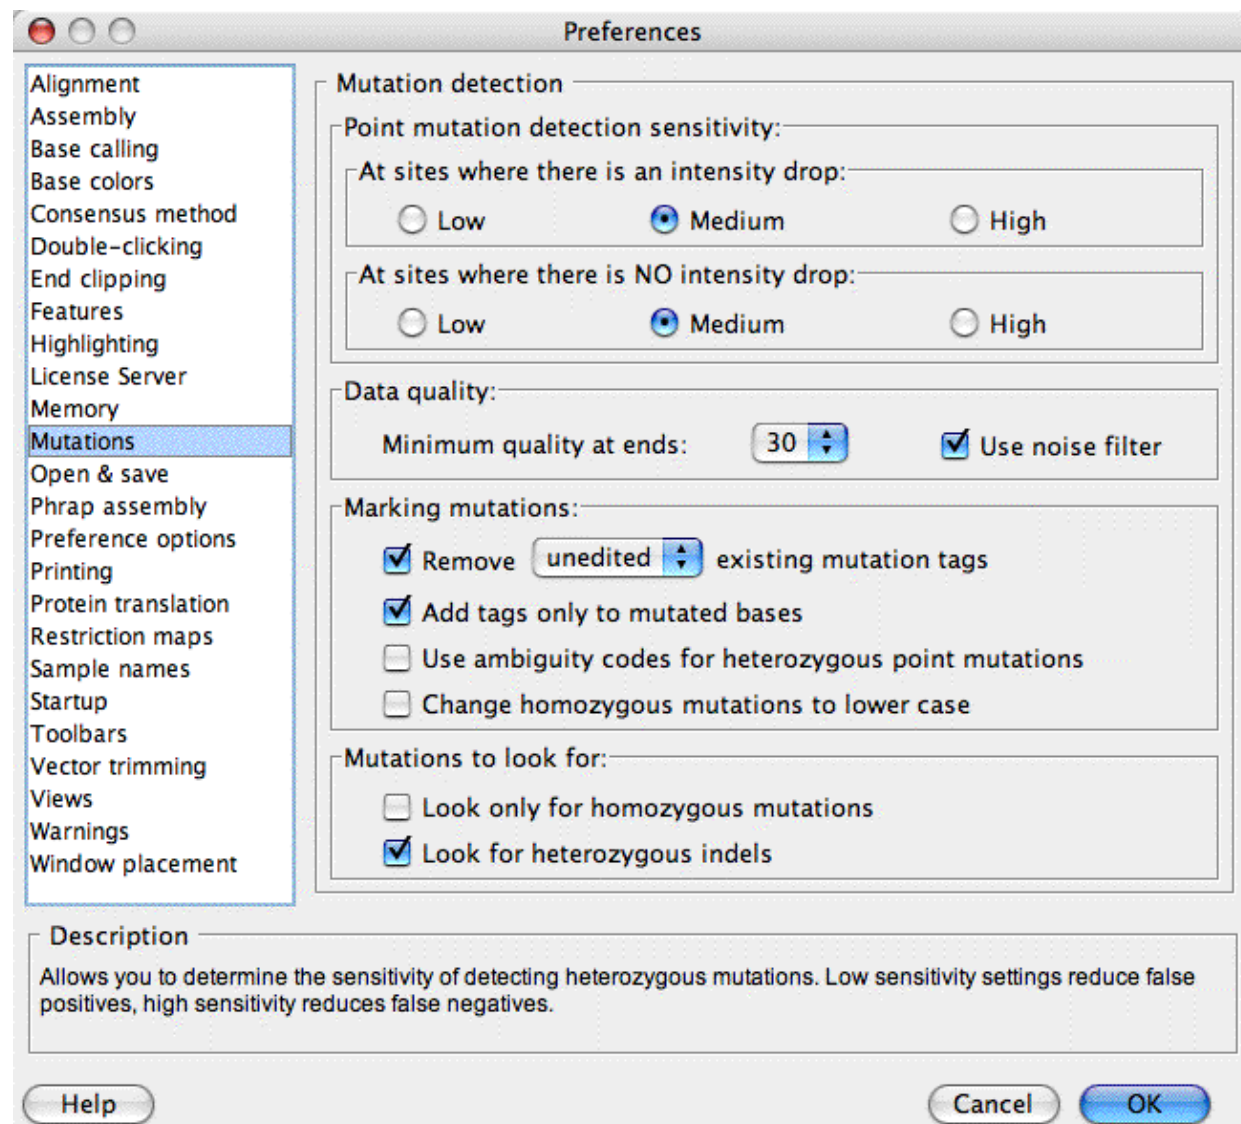 Preferences
Alignment
Assembly
Base calling
Base colors
Consensus method
Double-clicking
End clipping
Features
Highlighting
License Server
Memory
Mutations
Open & save
Phrap assembly
Preference options
Printing
Protein translation
Restriction maps
Sample names
Startup
Toolbars
Vector trimming
Views
Warnings
Window placement
Mutation detection
Point mutation detection sensitivity:
At sites where there is an intensity drop:
Low Medium High
At sites where there is NO intensity drop:
Low Medium High
Data quality:
Minimum quality at ends: 30 Use noise filter
Marking mutations:
Remove unedited existing mutation tags
Add tags only to mutated bases
Use ambiguity codes for heterozygous point mutations
Change homozygous mutations to lower case
Mutations to look for:
Look only for homozygous mutations
Look for heterozygous indels
Description
Allows you to determine the sensitivity of detecting heterozygous mutations. Low sensitivity settings reduce false
positives, high sensitivity reduces false negatives.
Help Cancel OK